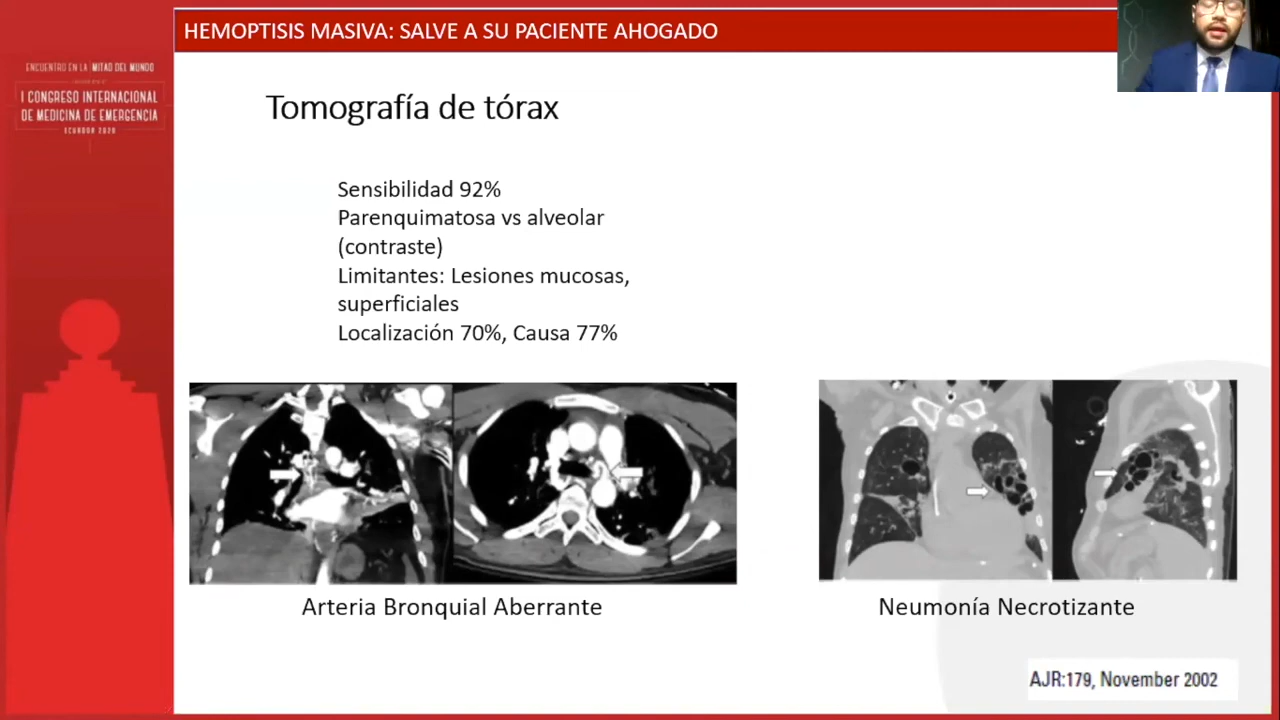 HEMOPTISIS MASIVA: SALVE A SU PACIENTE AHOGADO
ENCUENTRO EN LA MITAD DEL MUNDO
I CONGRESO INTERNACIONAL
DE MEDICINA DE EMERGENCIA
ECUADOR 2020
Tomografía de tórax
Sensibilidad 92%
Parenquimatosa vs alveolar
(contraste)
Limitantes: Lesiones mucosas,
superficiales
Localización 70%, Causa 77%
Arteria Bronquial Aberrante
Neumonía Necrotizante
AJR:179, November 2002